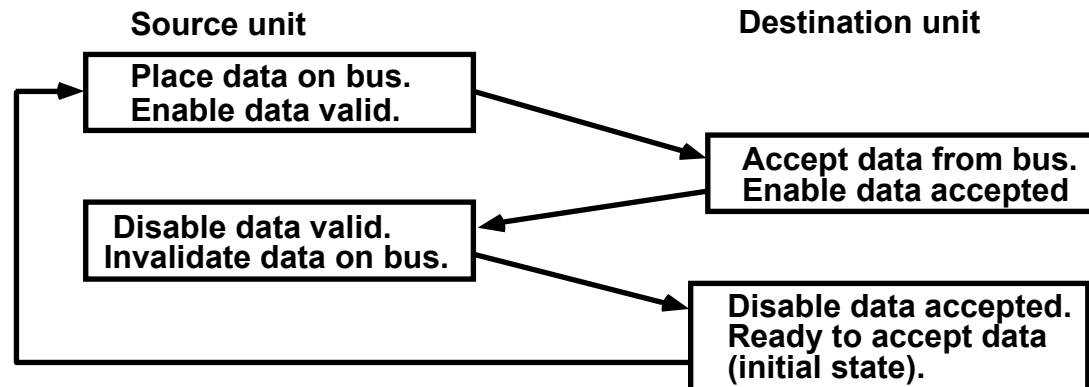 Source unit
Destination unit
Place data on bus.
Enable data valid.
Accept data from bus.
Enable data accepted
Disable data valid.
Invalidate data on bus.
Disable data accepted.
Ready to accept data
(initial state).